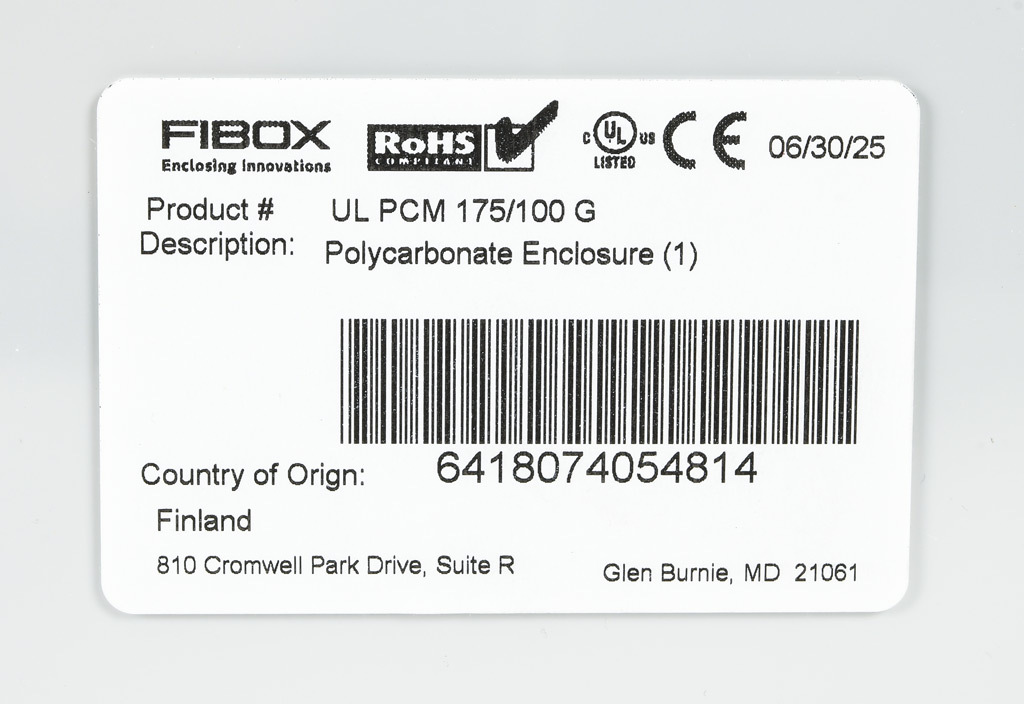 FIBOX
Enclosing Innovations
RoHS
COMPLIANT
C UL US
LISTED
CE
06/30/25
Product # UL PCM 175/100 G
Description: Polycarbonate Enclosure (1)
6418074054814
Country of Orign:
Finland
810 Cromwell Park Drive, Suite R Glen Burnie, MD 21061